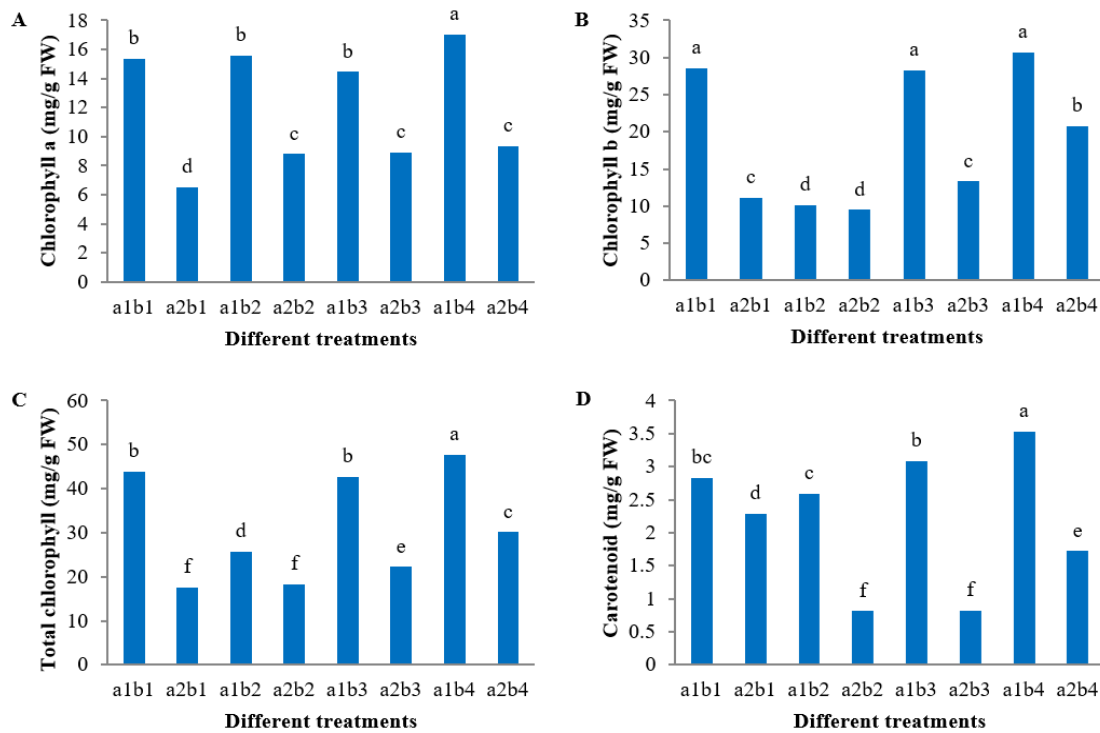 A
Chlorophyll a (mg/g FW)
18
16
14
12
10
8
6
4
2
0
b
d
b
c
b
c
a
c
a1b1 a2b1 a1b2 a2b2 a1b3 a2b3 a1b4 a2b4
Different treatments
B
Chlorophyll b (mg/g FW)
35
30
25
20
15
10
5
0
a
c
d
d
a
c
a
b
a1b1 a2b1 a1b2 a2b2 a1b3 a2b3 a1b4 a2b4
Different treatments
C
Total chlorophyll (mg/g FW)
60
50
40
30
20
10
0
b
f
d
f
b
e
a
c
a1b1 a2b1 a1b2 a2b2 a1b3 a2b3 a1b4 a2b4
Different treatments
D
Carotenoid (mg/g FW)
4
3.5
3
2.5
2
1.5
1
0.5
0
bc
d
c
f
b
f
a
e
a1b1 a2b1 a1b2 a2b2 a1b3 a2b3 a1b4 a2b4
Different treatments